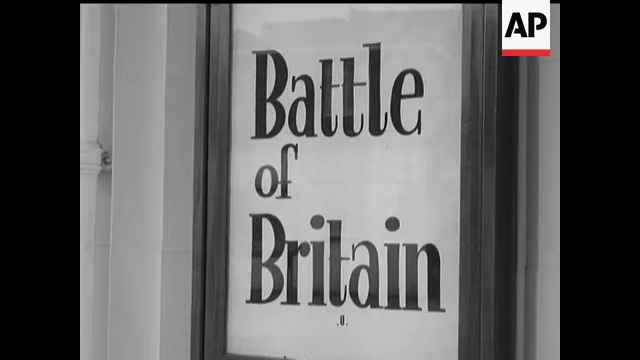 AP
Battle
of
Britain
.U.